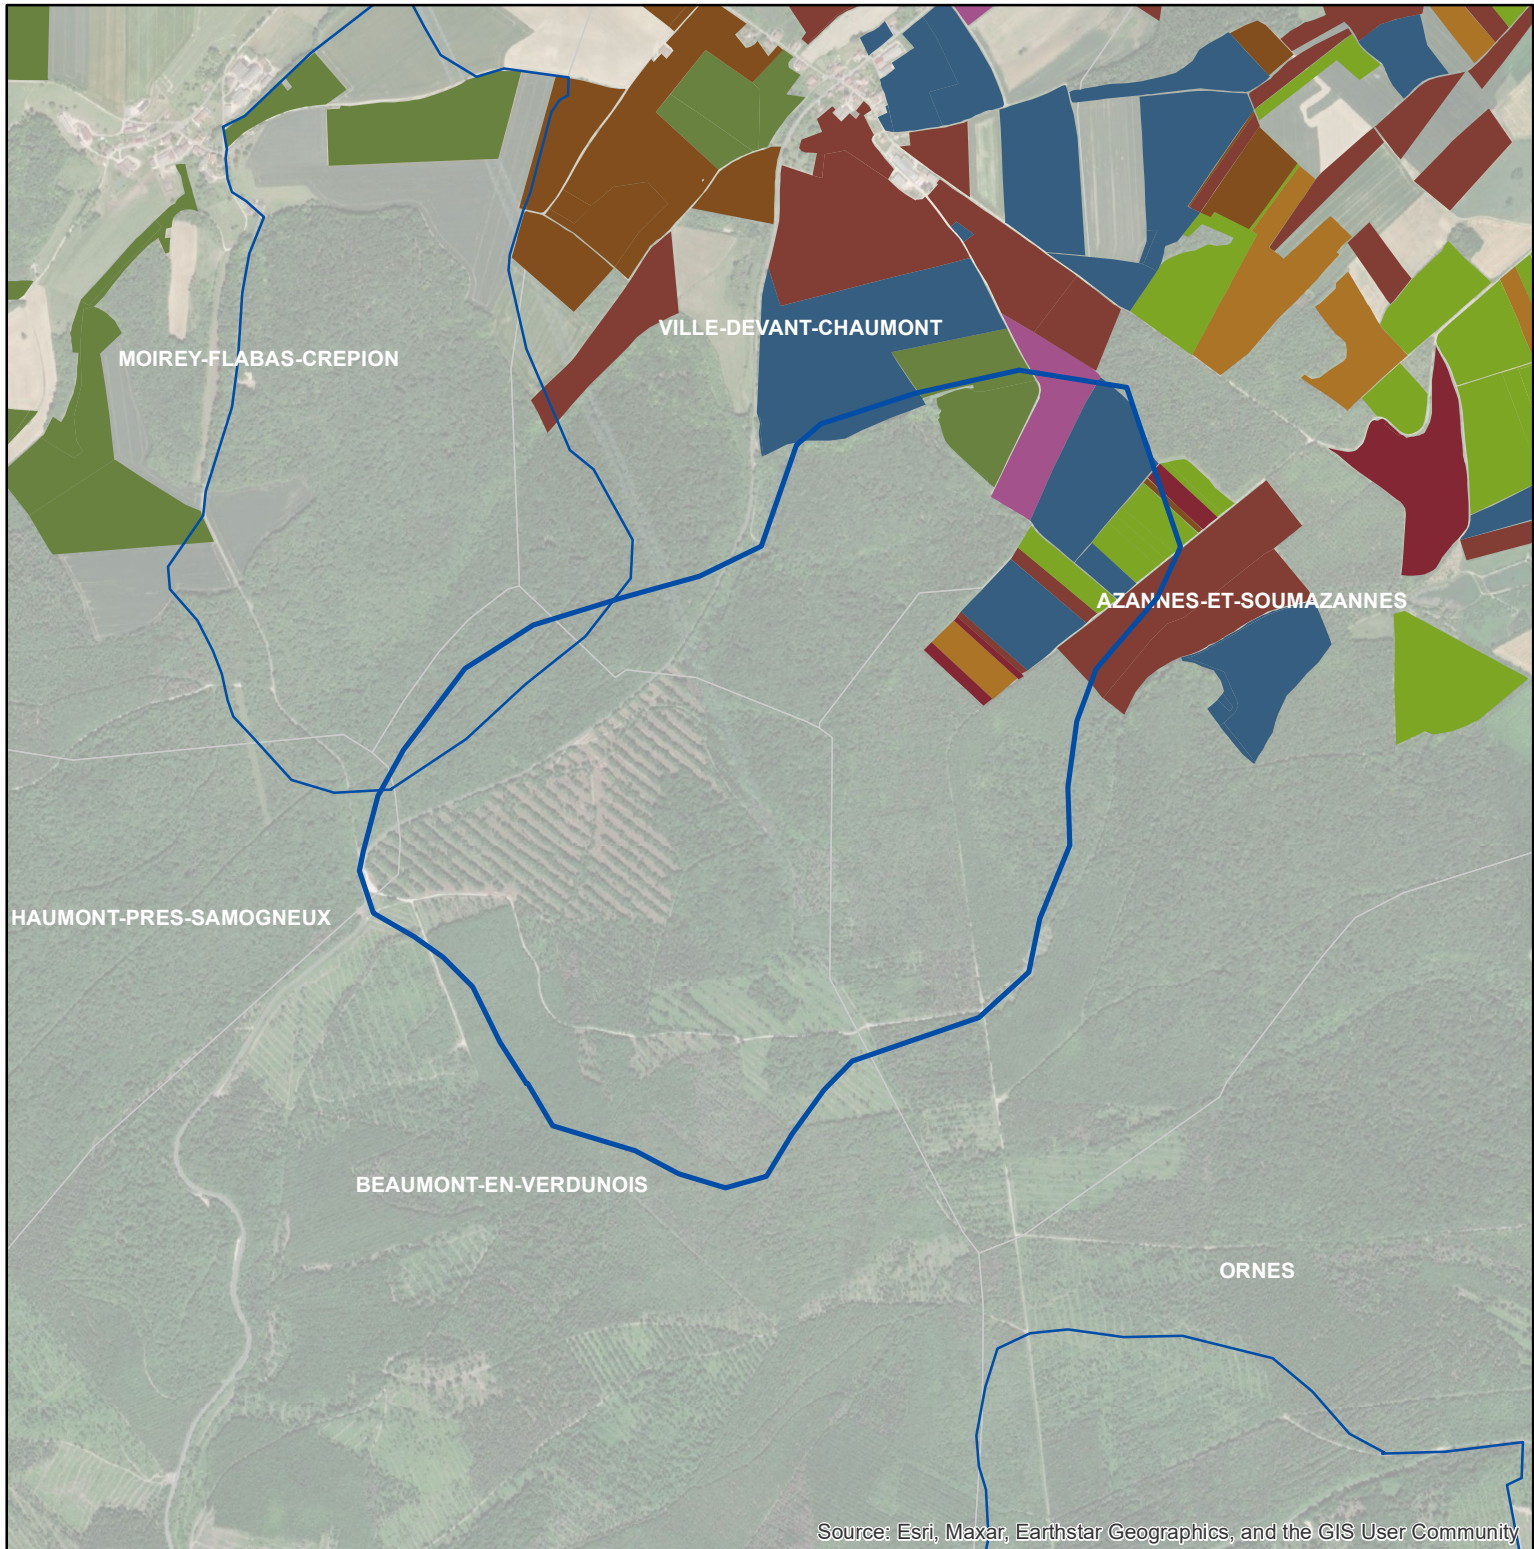 VILLE-DEVANT-CHAUMONT
MOIREY-FLABAS-CREPION
AZANNES-ET-SOUMAZANNES
HAUMONT-PRES-SAMOGNEUX
BEAUMONT-EN-VERDUNOIS
ORNES
Source: Esri, Maxar, Earthstar Geographics, and the GIS User Community